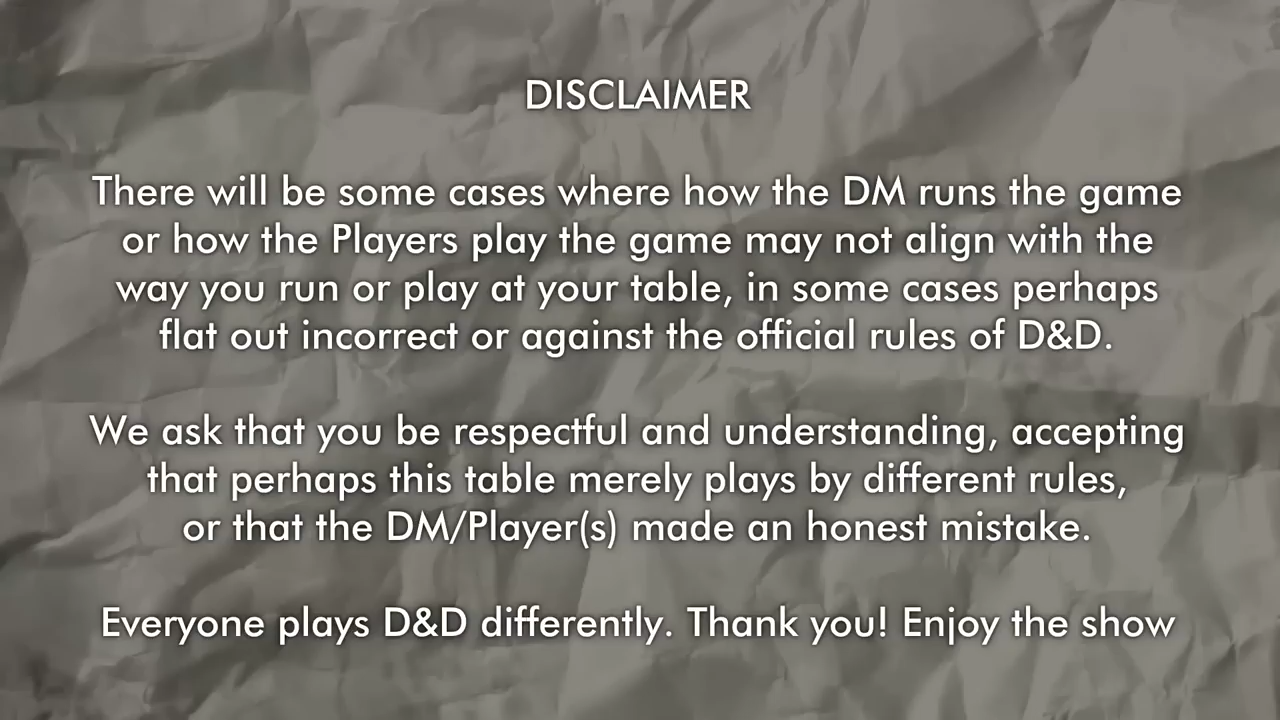 DISCLAIMER
There will be some cases where how the DM runs the game
or how the Players play the game may not align with the
way you run or play at your table, in some cases perhaps
flat out incorrect or against the official rules of D&D.
We ask that you be respectful and understanding, accepting
that perhaps this table merely plays by different rules,
or that the DM/Player(s) made an honest mistake.
Everyone plays D&D differently. Thank you! Enjoy the show